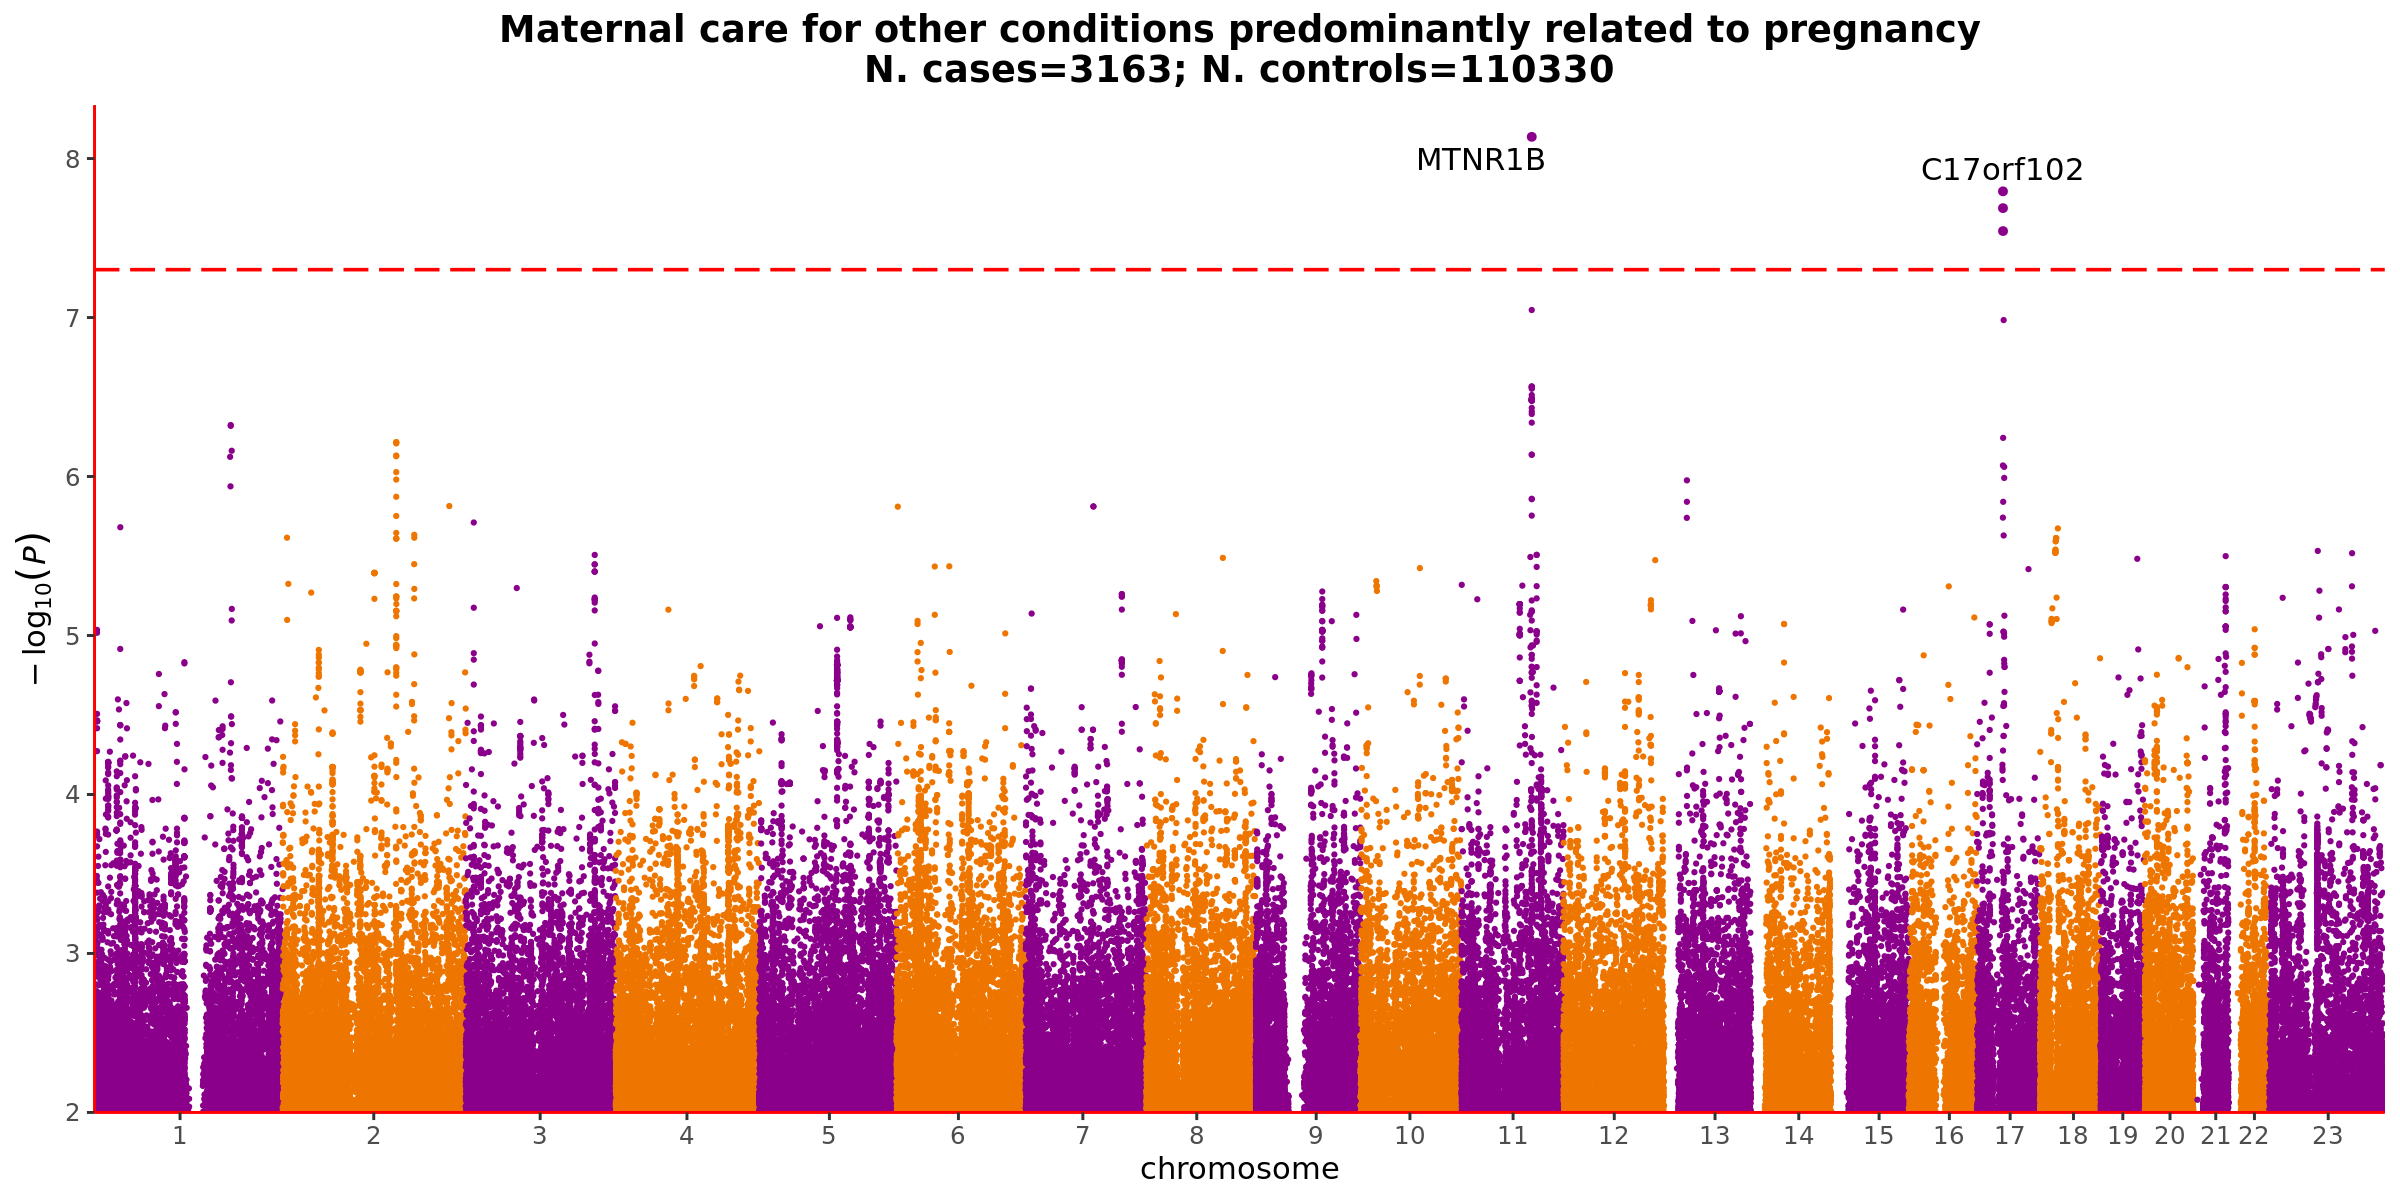 Maternal care for other conditions predominantly related to pregnancy
N. cases=3163; N. controls=110330
MTNR1B
C17orf102
8
7
6
5
4
3
2
− log₁₀(P)
1 2 3 4 5 6 7 8 9 10 11 12 13 14 15 16 17 18 19 20 21 22 23
chromosome